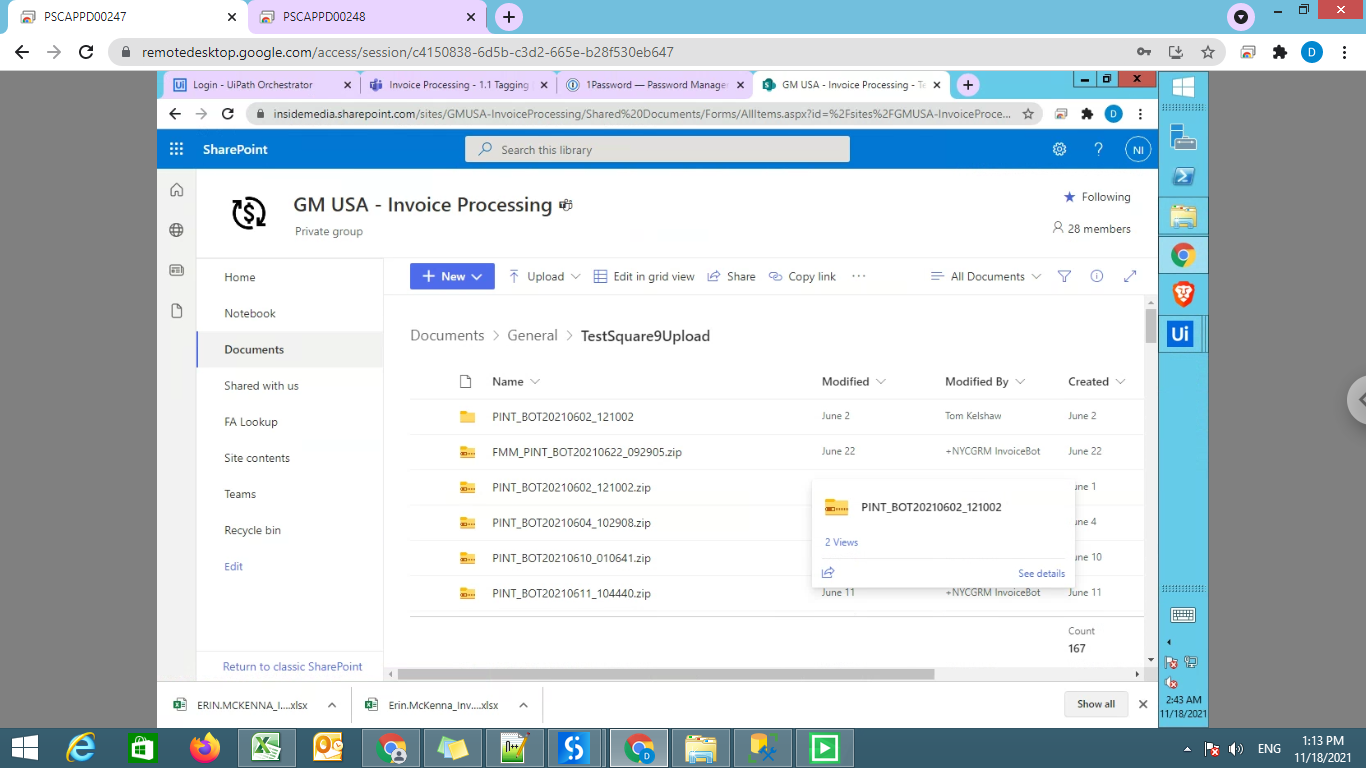 PSCAPPD00247
PSCAPPD00248
remotedesktop.google.com/access/session/c4150838-6d5b-c3d2-665e-b28f530eb647
D
Login - UiPath Orchestrator
Invoice Processing - 1.1 Tagging
1Password — Password Manage
GM USA - Invoice Processing - Te
insidemedia.sharepoint.com/sites/GMUSA-InvoiceProcessing/Shared%20Documents/Forms/AllItems.aspx?id=%2Fsites%2FGMUSA-InvoiceProce...
D
SharePoint
Search this library
?
NI
GM USA - Invoice Processing
Private group
Following
28 members
Home
Notebook
Documents
Shared with us
FA Lookup
Site contents
Teams
Recycle bin
Edit
Return to classic SharePoint
New
Upload
Edit in grid view
Share
Copy link
...
All Documents
Documents > General > TestSquare9Upload
Name Modified Modified By Created
PINT_BOT20210602_121002 June 2 Tom Kelshaw June 2
FMM_PINT_BOT20210622_092905.zip June 22 +NYCGRM InvoiceBot June 22
PINT_BOT20210602_121002.zip une 1
PINT_BOT20210604_102908.zip une 4
PINT_BOT20210610_010641.zip une 10
PINT_BOT20210611_104440.zip June 11 +NYCGRM InvoiceBot June 11
PINT_BOT20210602_121002
2 Views
See details
Count
167
ERIN.MCKENNA_I....xlsx
Erin.McKenna_Inv....xlsx
Show all
Ui
2:43 AM
11/18/2021
ENG
1:13 PM
11/18/2021